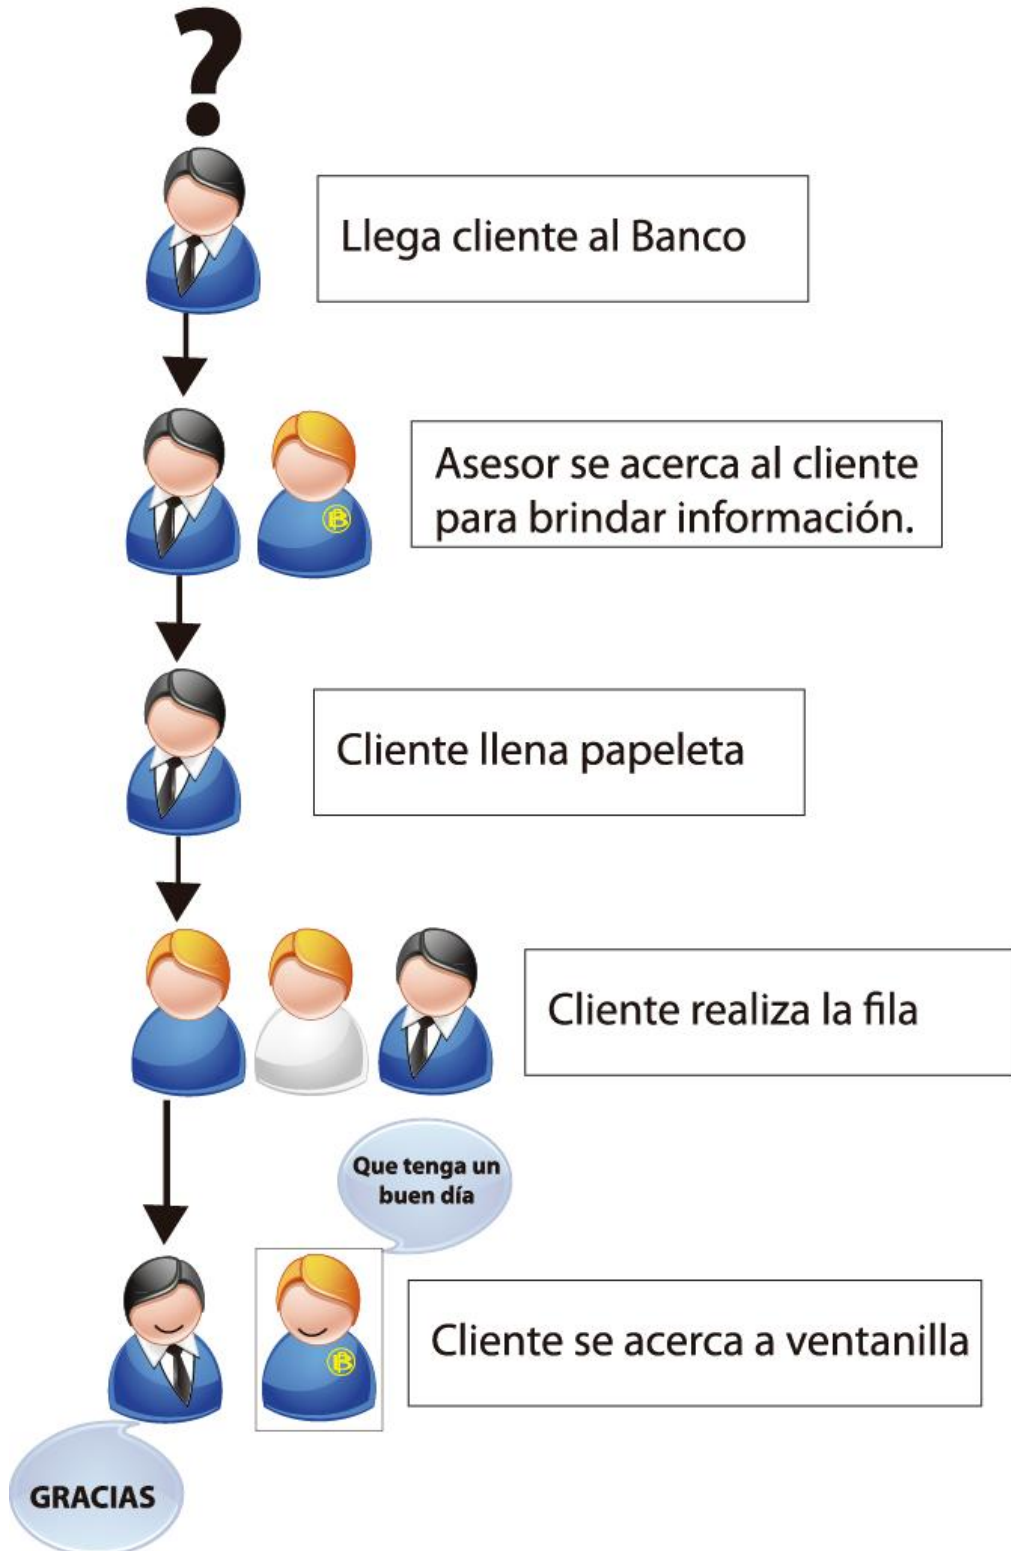 ?
Llega cliente al Banco
Asesor se acerca al cliente
para brindar información.
Cliente llena papeleta
Cliente realiza la fila
Que tenga un
buen día
Cliente se acerca a ventanilla
GRACIAS